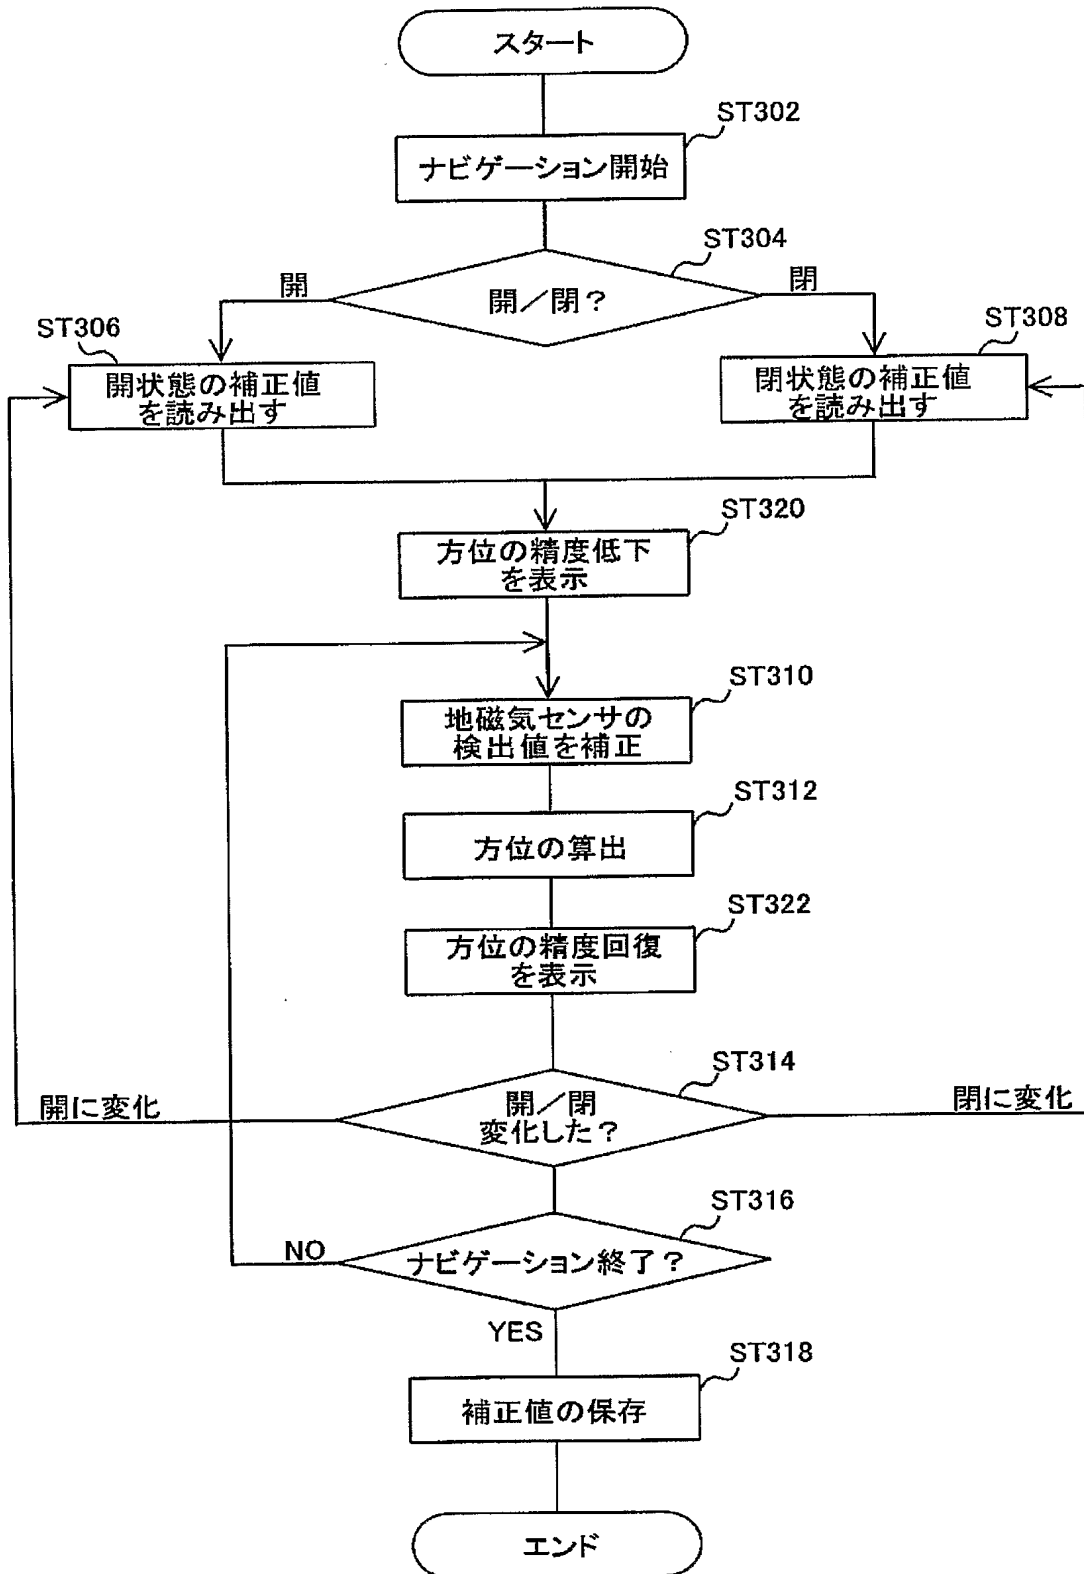 スタート
ST302
ナビゲーション開始
ST304
開
開／閉？
閉
ST306
開状態の補正値
を読み出す
ST308
閉状態の補正値
を読み出す
ST320
方位の精度低下
を表示
ST310
地磁気センサの
検出値を補正
ST312
方位の算出
ST322
方位の精度回復
を表示
ST314
開に変化
開／閉
変化した？
閉に変化
ST316
NO
ナビゲーション終了？
YES
ST318
補正値の保存
エンド